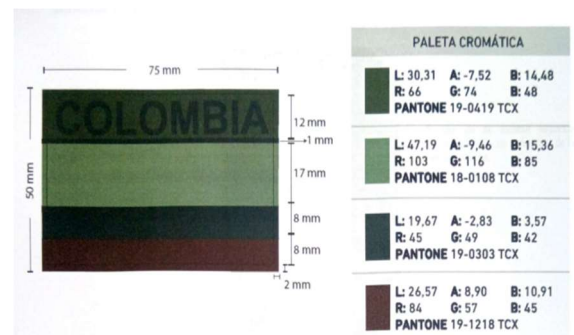 75 mm
COLOMBIA
12 mm
1 mm
17 mm
50 mm
8 mm
8 mm
2 mm
PALETA CROMÁTICA
L: 30,31 A: -7,52 B: 14,48
R: 66 G: 74 B: 48
PANTONE 19-0419 TCX
L: 47,19 A: -9,46 B: 15,36
R: 103 G: 116 B: 85
PANTONE 18-0108 TCX
L: 19,67 A: -2,83 B: 3,57
R: 45 G: 49 B: 42
PANTONE 19-0303 TCX
L: 26,57 A: 8,90 B: 10,91
R: 84 G: 57 B: 45
PANTONE 19-1218 TCX